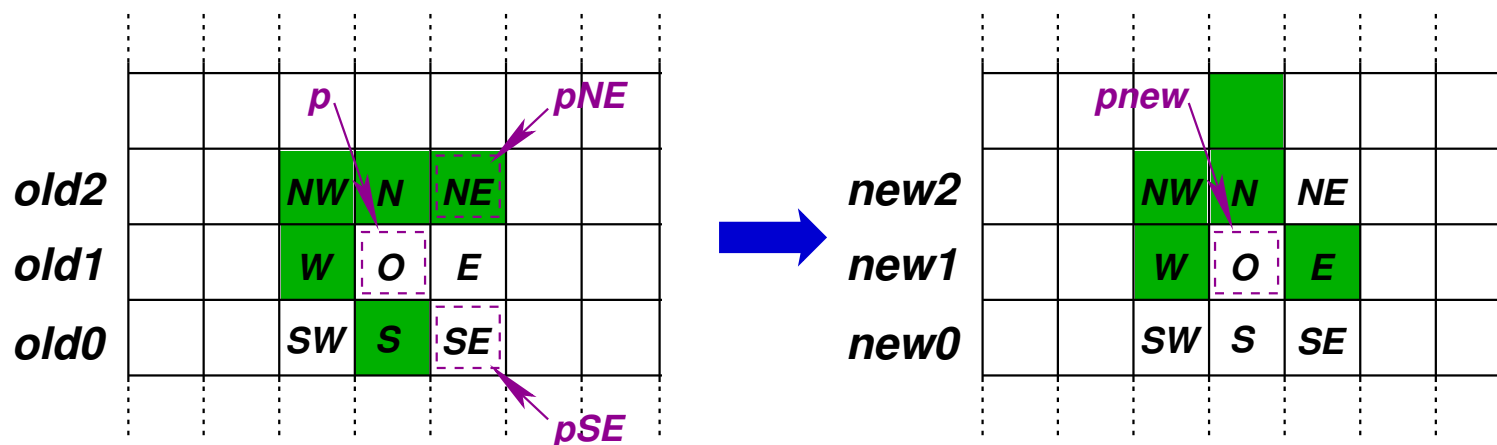 p pNE pnew
old2 NW N NE new2 NW N NE
old1 W O E new1 W O E
old0 SW S SE new0 SW S SE
pSE